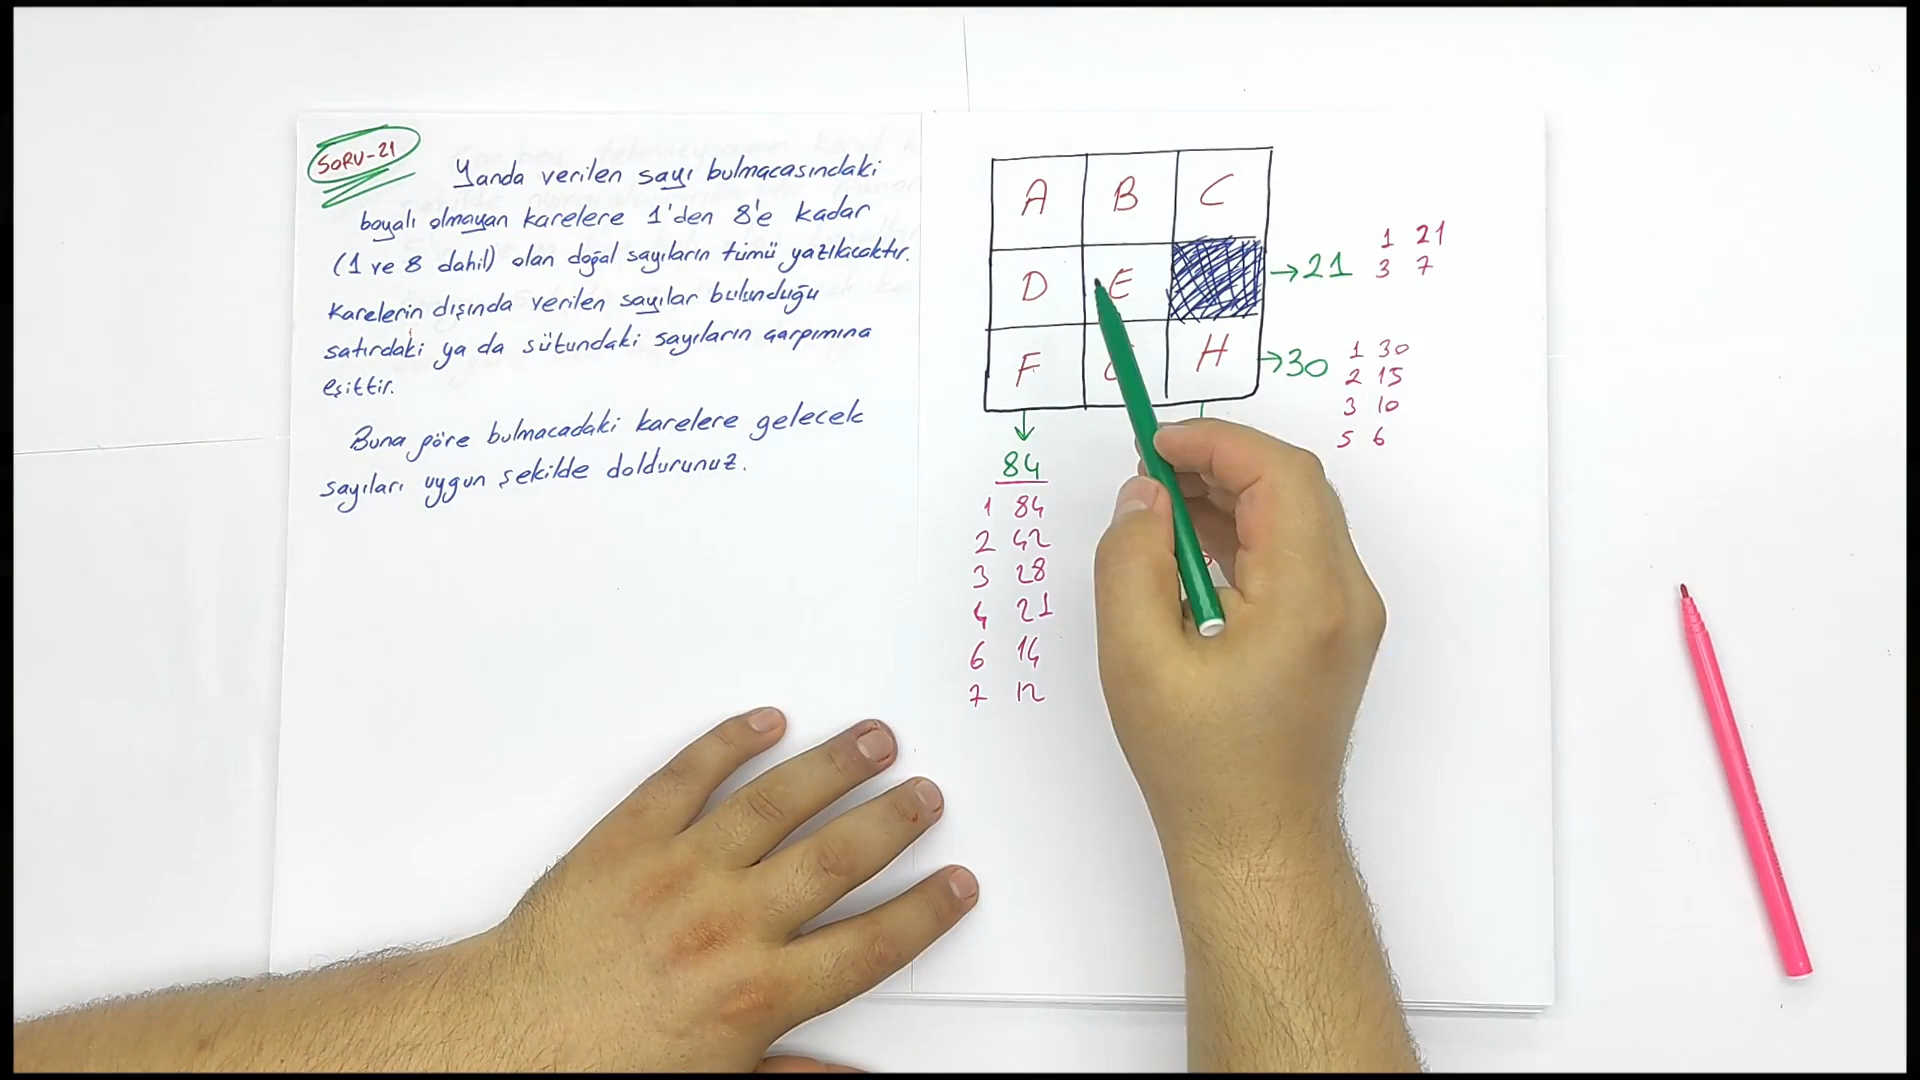 SORU-21
Yanda verilen sayı bulmacasındaki
boyalı olmayan karelere 1'den 8'e kadar
(1 ve 8 dahil) olan doğal sayıların tümü yazılacaktır.
Karelerin dışında verilen sayılar bulunduğu
satırdaki ya da sütundaki sayıların çarpımına
eşittir.
Buna göre bulmacadaki karelere gelecek
sayıları uygun şekilde doldurunuz.
A B C
D E →21
F H →30
1 21
3 7
1 30
2 15
3 10
5 6
84
1 84
2 42
3 28
4 21
6 14
7 12